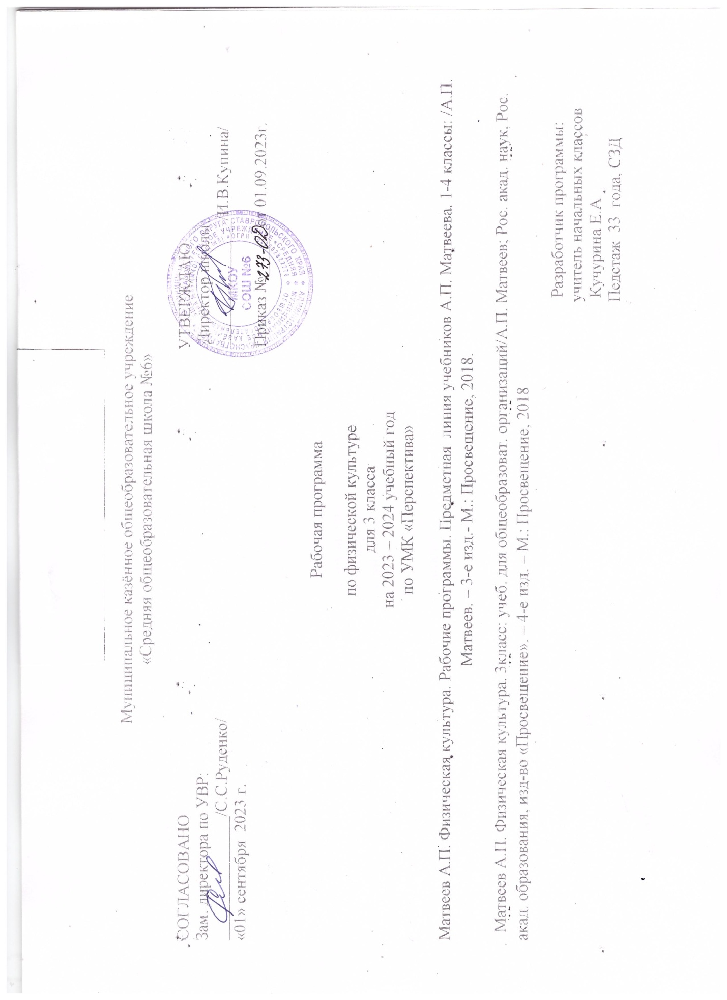 Муниципальное казённое общеобразовательное учреждение
«Средняя общеобразовательная школа №6»
СОГЛАСОВАНО
Зам. директора по УВР:
/С.С.Руденко/
«01» сентября 2023 г.
УТВЕРЖДАЮ
Директор школы
И.В.Купина/
Приказ № 273-ОД от 01.09.2023г.
МКОУ
СОШ №6
Рабочая программа
по физической культуре
для 3 класса
на 2023 – 2024 учебный год
по УМК «Перспектива»
Матвеев А.П. Физическая культура. Рабочие программы. Предметная линия учебников А.П. Матвеева. 1-4 классы: /А.П.
Матвеев. – 3-е изд.- М.: Просвещение, 2018.
Матвеев А.П. Физическая культура. 3класс: учеб. для общеобразоват. организаций/А.П. Матвеев; Рос. акад. наук, Рос.
акад. образования, изд-во «Просвещение». – 4-е изд. – М.: Просвещение, 2018
Разработчик программы:
учитель начальных классов
Кучурина Е.А
Педстаж 33 года, СЗД